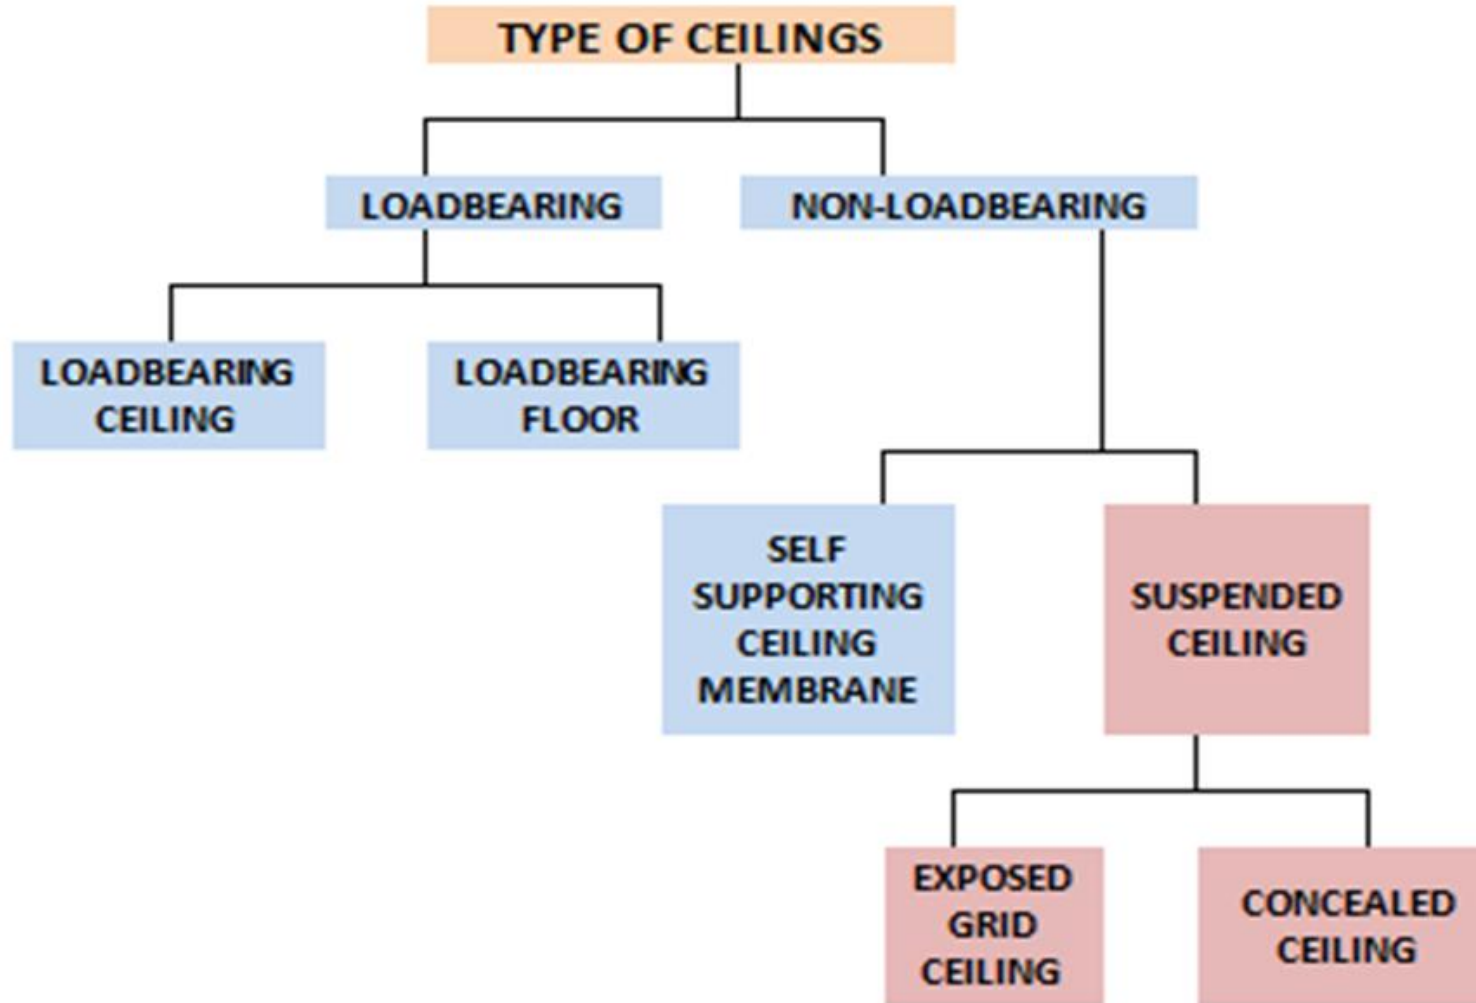 TYPE OF CEILINGS
LOADBEARING
NON-LOADBEARING
LOADBEARING
CEILING
LOADBEARING
FLOOR
SELF
SUPPORTING
CEILING
MEMBRANE
SUSPENDED
CEILING
EXPOSED
GRID
CEILING
CONCEALED
CEILING